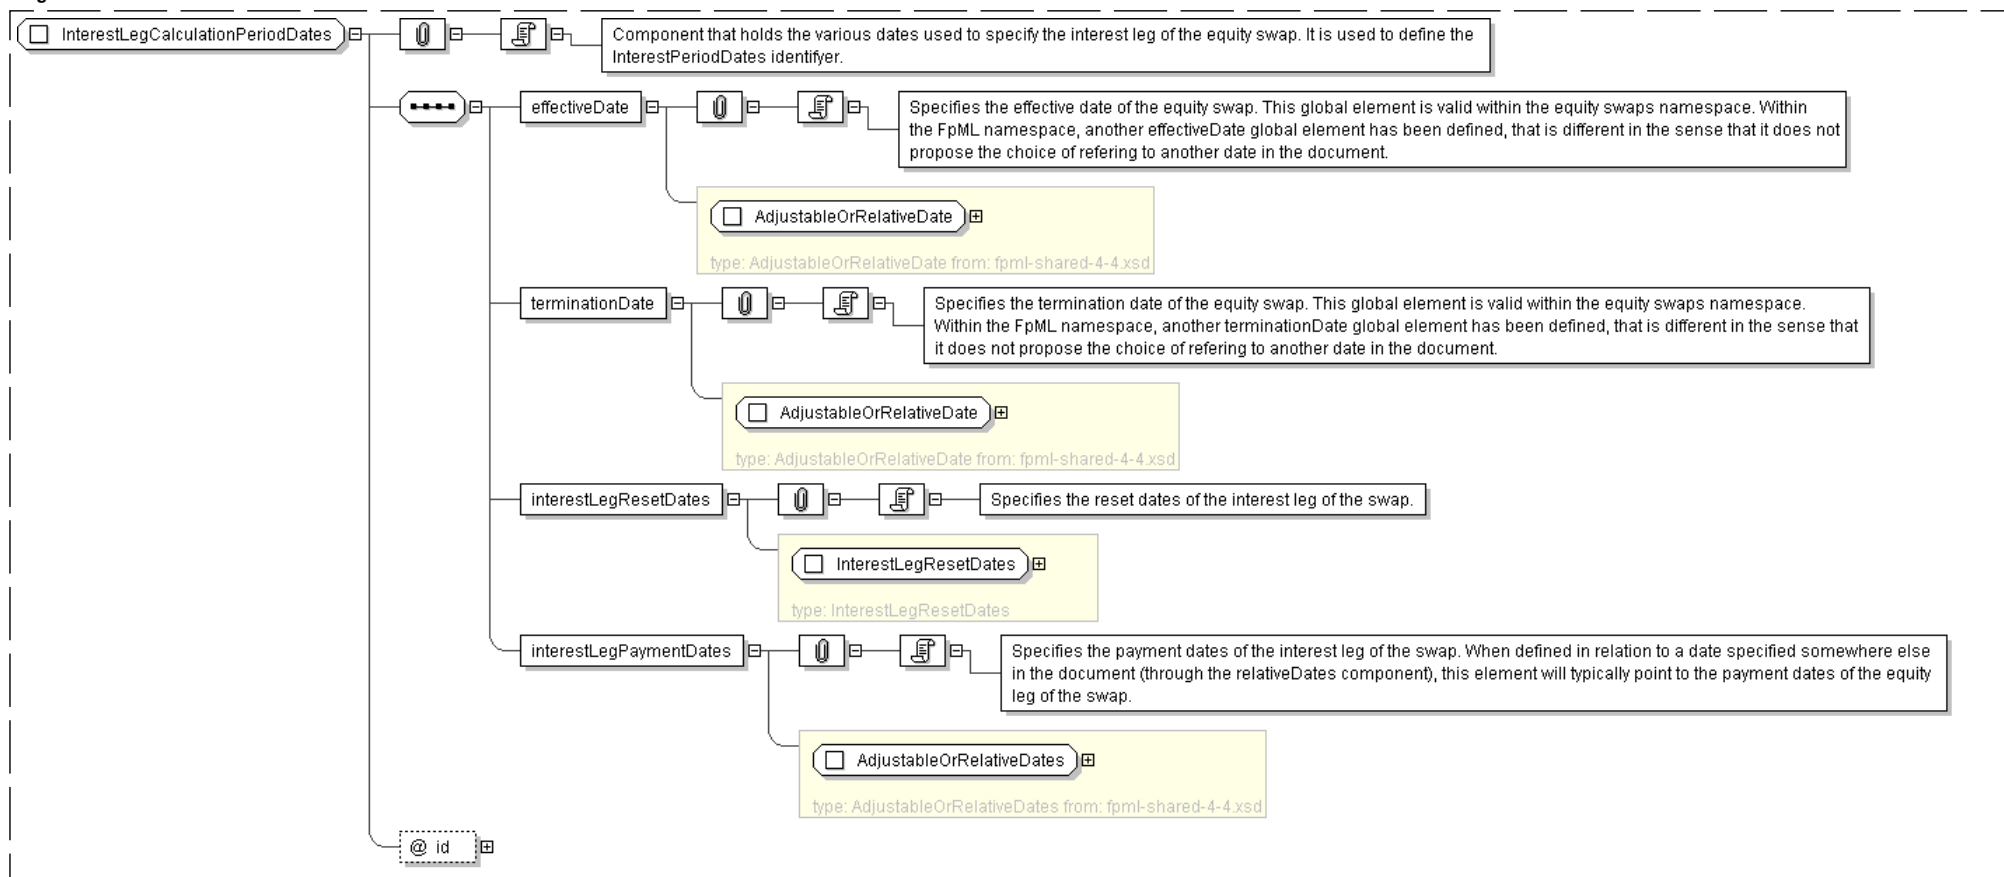 InterestLegCalculationPeriodDates
Component that holds the various dates used to specify the interest leg of the equity swap. It is used to define the
InterestPeriodDates identifyer.
effectiveDate
Specifies the effective date of the equity swap. This global element is valid within the equity swaps namespace. Within
the FpML namespace, another effectiveDate global element has been defined, that is different in the sense that it does not
propose the choice of refering to another date in the document.
AdjustableOrRelativeDate
type: AdjustableOrRelativeDate from: fpml-shared-4-4.xsd
terminationDate
Specifies the termination date of the equity swap. This global element is valid within the equity swaps namespace.
Within the FpML namespace, another terminationDate global element has been defined, that is different in the sense that
it does not propose the choice of refering to another date in the document.
AdjustableOrRelativeDate
type: AdjustableOrRelativeDate from: fpml-shared-4-4.xsd
interestLegResetDates
Specifies the reset dates of the interest leg of the swap.
InterestLegResetDates
type: InterestLegResetDates
interestLegPaymentDates
Specifies the payment dates of the interest leg of the swap. When defined in relation to a date specified somewhere else
in the document (through the relativeDates component), this element will typically point to the payment dates of the equity
leg of the swap.
AdjustableOrRelativeDates
type: AdjustableOrRelativeDates from: fpml-shared-4-4.xsd
@ id